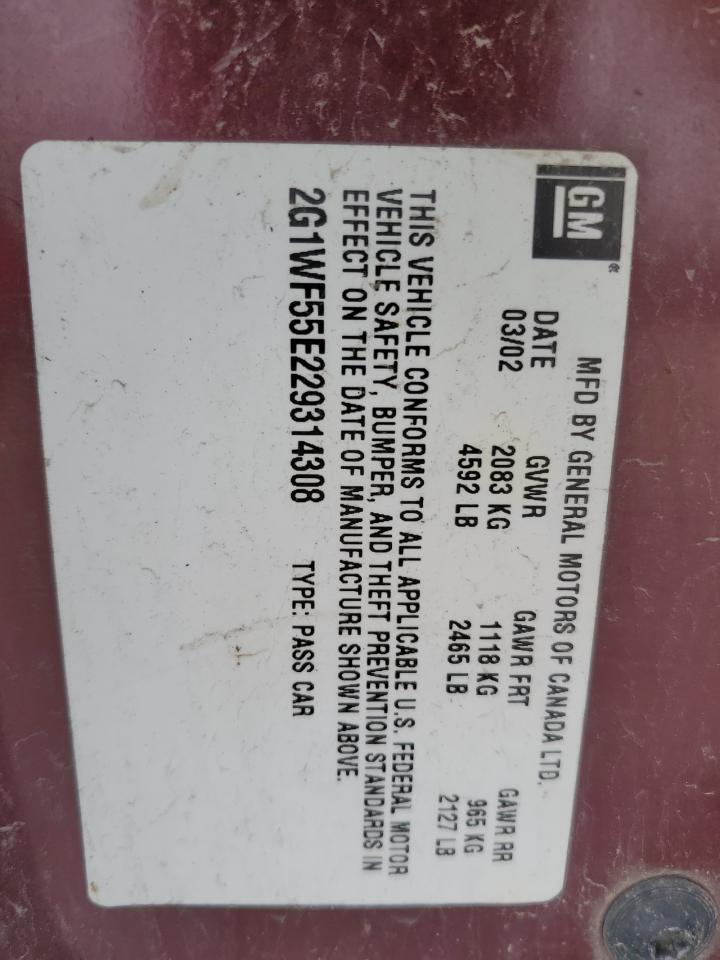 GM
MFD BY GENERAL MOTORS OF CANADA LTD.
DATE GVWR GAWR FRT GAWR RR
03/02 2083 KG 1118 KG 965 KG
4592 LB 2465 LB 2127 LB
THIS VEHICLE CONFORMS TO ALL APPLICABLE U.S. FEDERAL MOTOR
VEHICLE SAFETY, BUMPER, AND THEFT PREVENTION STANDARDS IN
EFFECT ON THE DATE OF MANUFACTURE SHOWN ABOVE.
2G1WF55E229314308 TYPE: PASS CAR